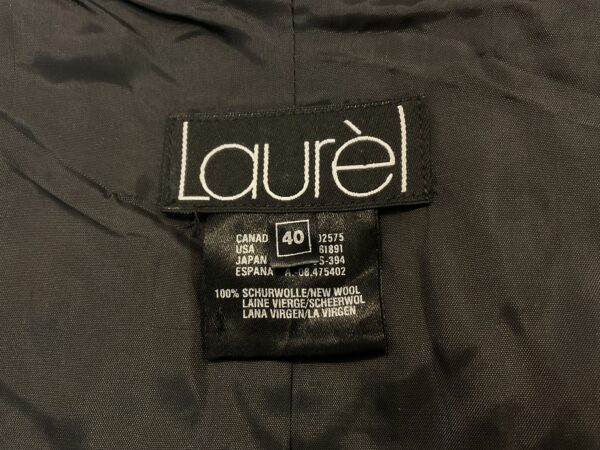 Laurèl
40
CANAD 02575
USA 61891
JAPAN S-394
ESPANA A.-08.475402
100% SCHURWOLLE/NEW WOOL
LAINE VIERGE/SCHEERWOL
LANA VIRGEN/LA VIRGEN